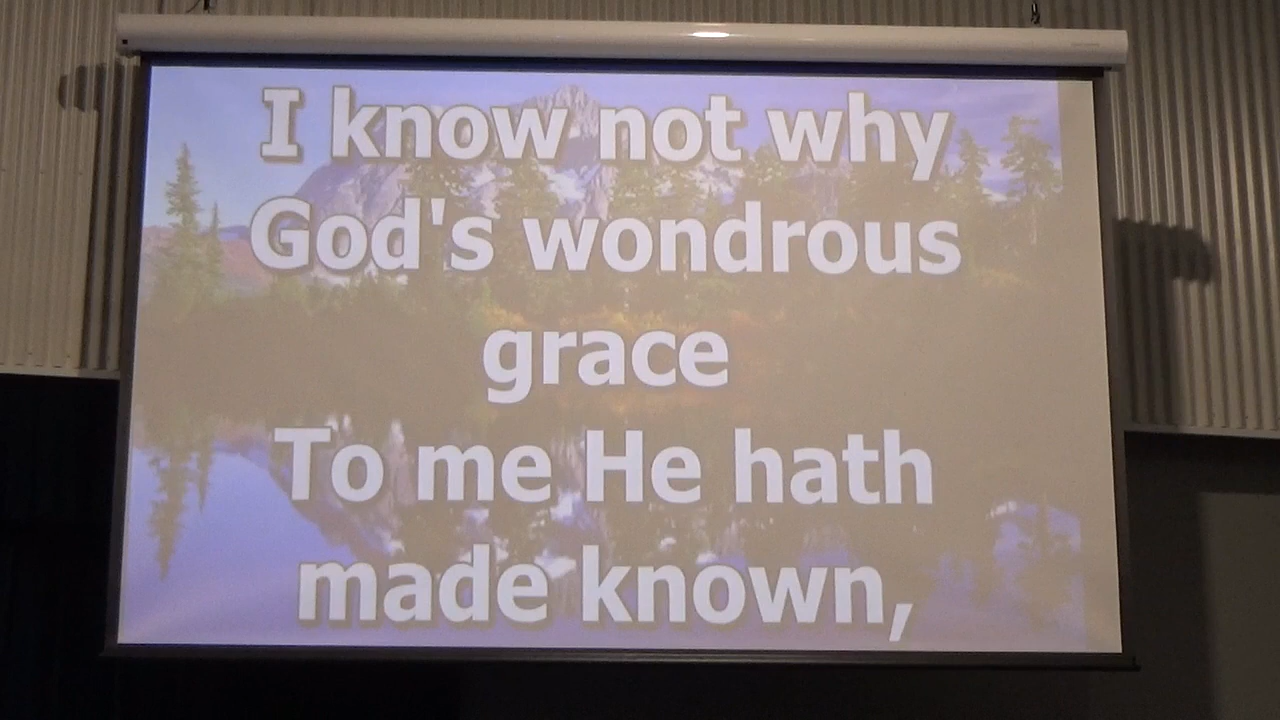 I know not why
God's wondrous
grace
To me He hath
made known,